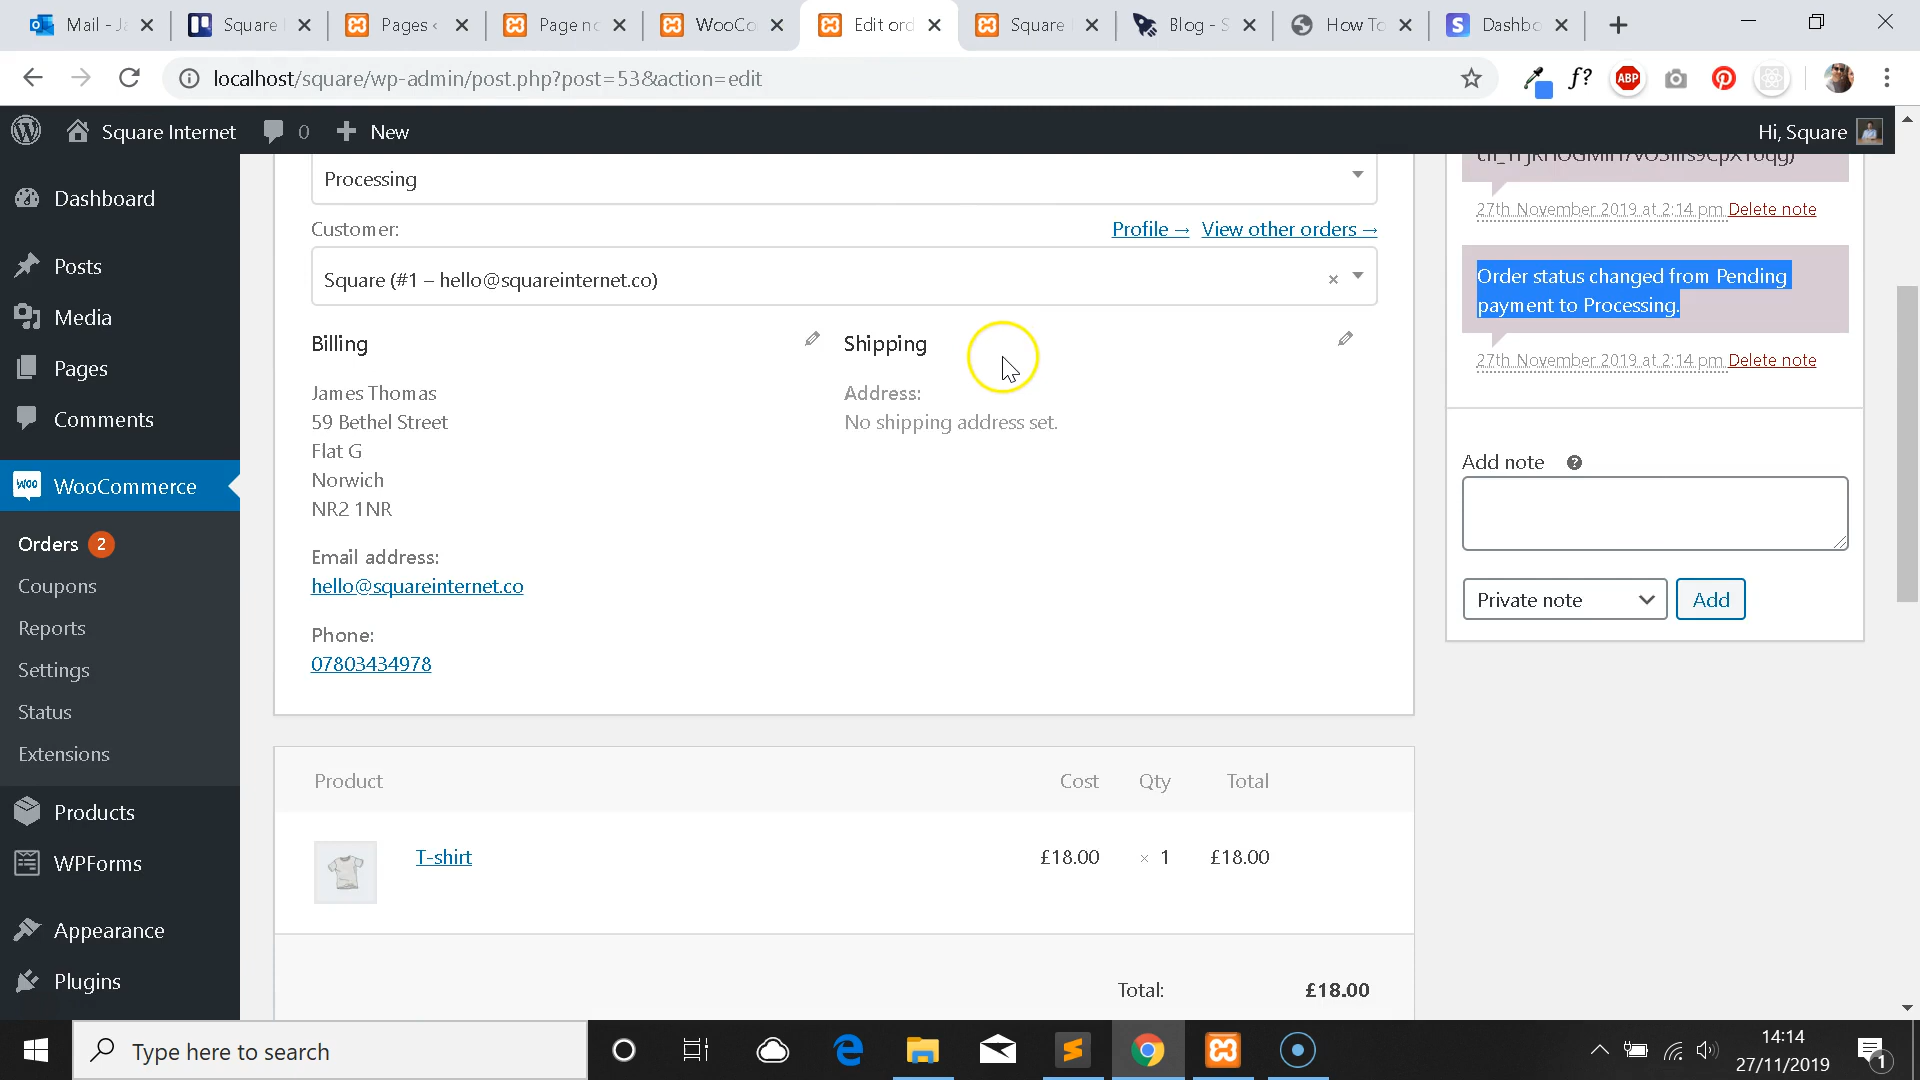 Mail - Ja
Square
Pages
Page no
WooCo
Edit ord
Square
Blog - S
How To
Dashbo
localhost/square/wp-admin/post.php?post=53&action=edit
f?
ABP
Square Internet
0
New
Hi, Square
Dashboard
Posts
Media
Pages
Comments
woo
WooCommerce
Orders 2
Coupons
Reports
Settings
Status
Extensions
Products
WPForms
Appearance
Plugins
Processing
Customer:
Profile → View other orders →
Square (#1 – hello@squareinternet.co)
×
Billing
James Thomas
59 Bethel Street
Flat G
Norwich
NR2 1NR
Email address:
hello@squareinternet.co
Phone:
07803434978
Shipping
Address:
No shipping address set.
Product Cost Qty Total
T-shirt £18.00 × 1 £18.00
Total: £18.00
27th November 2019 at 2:14 pm Delete note
Order status changed from Pending
payment to Processing.
27th November 2019 at 2:14 pm Delete note
Add note ?
Private note
Add
Type here to search
14:14
27/11/2019
1